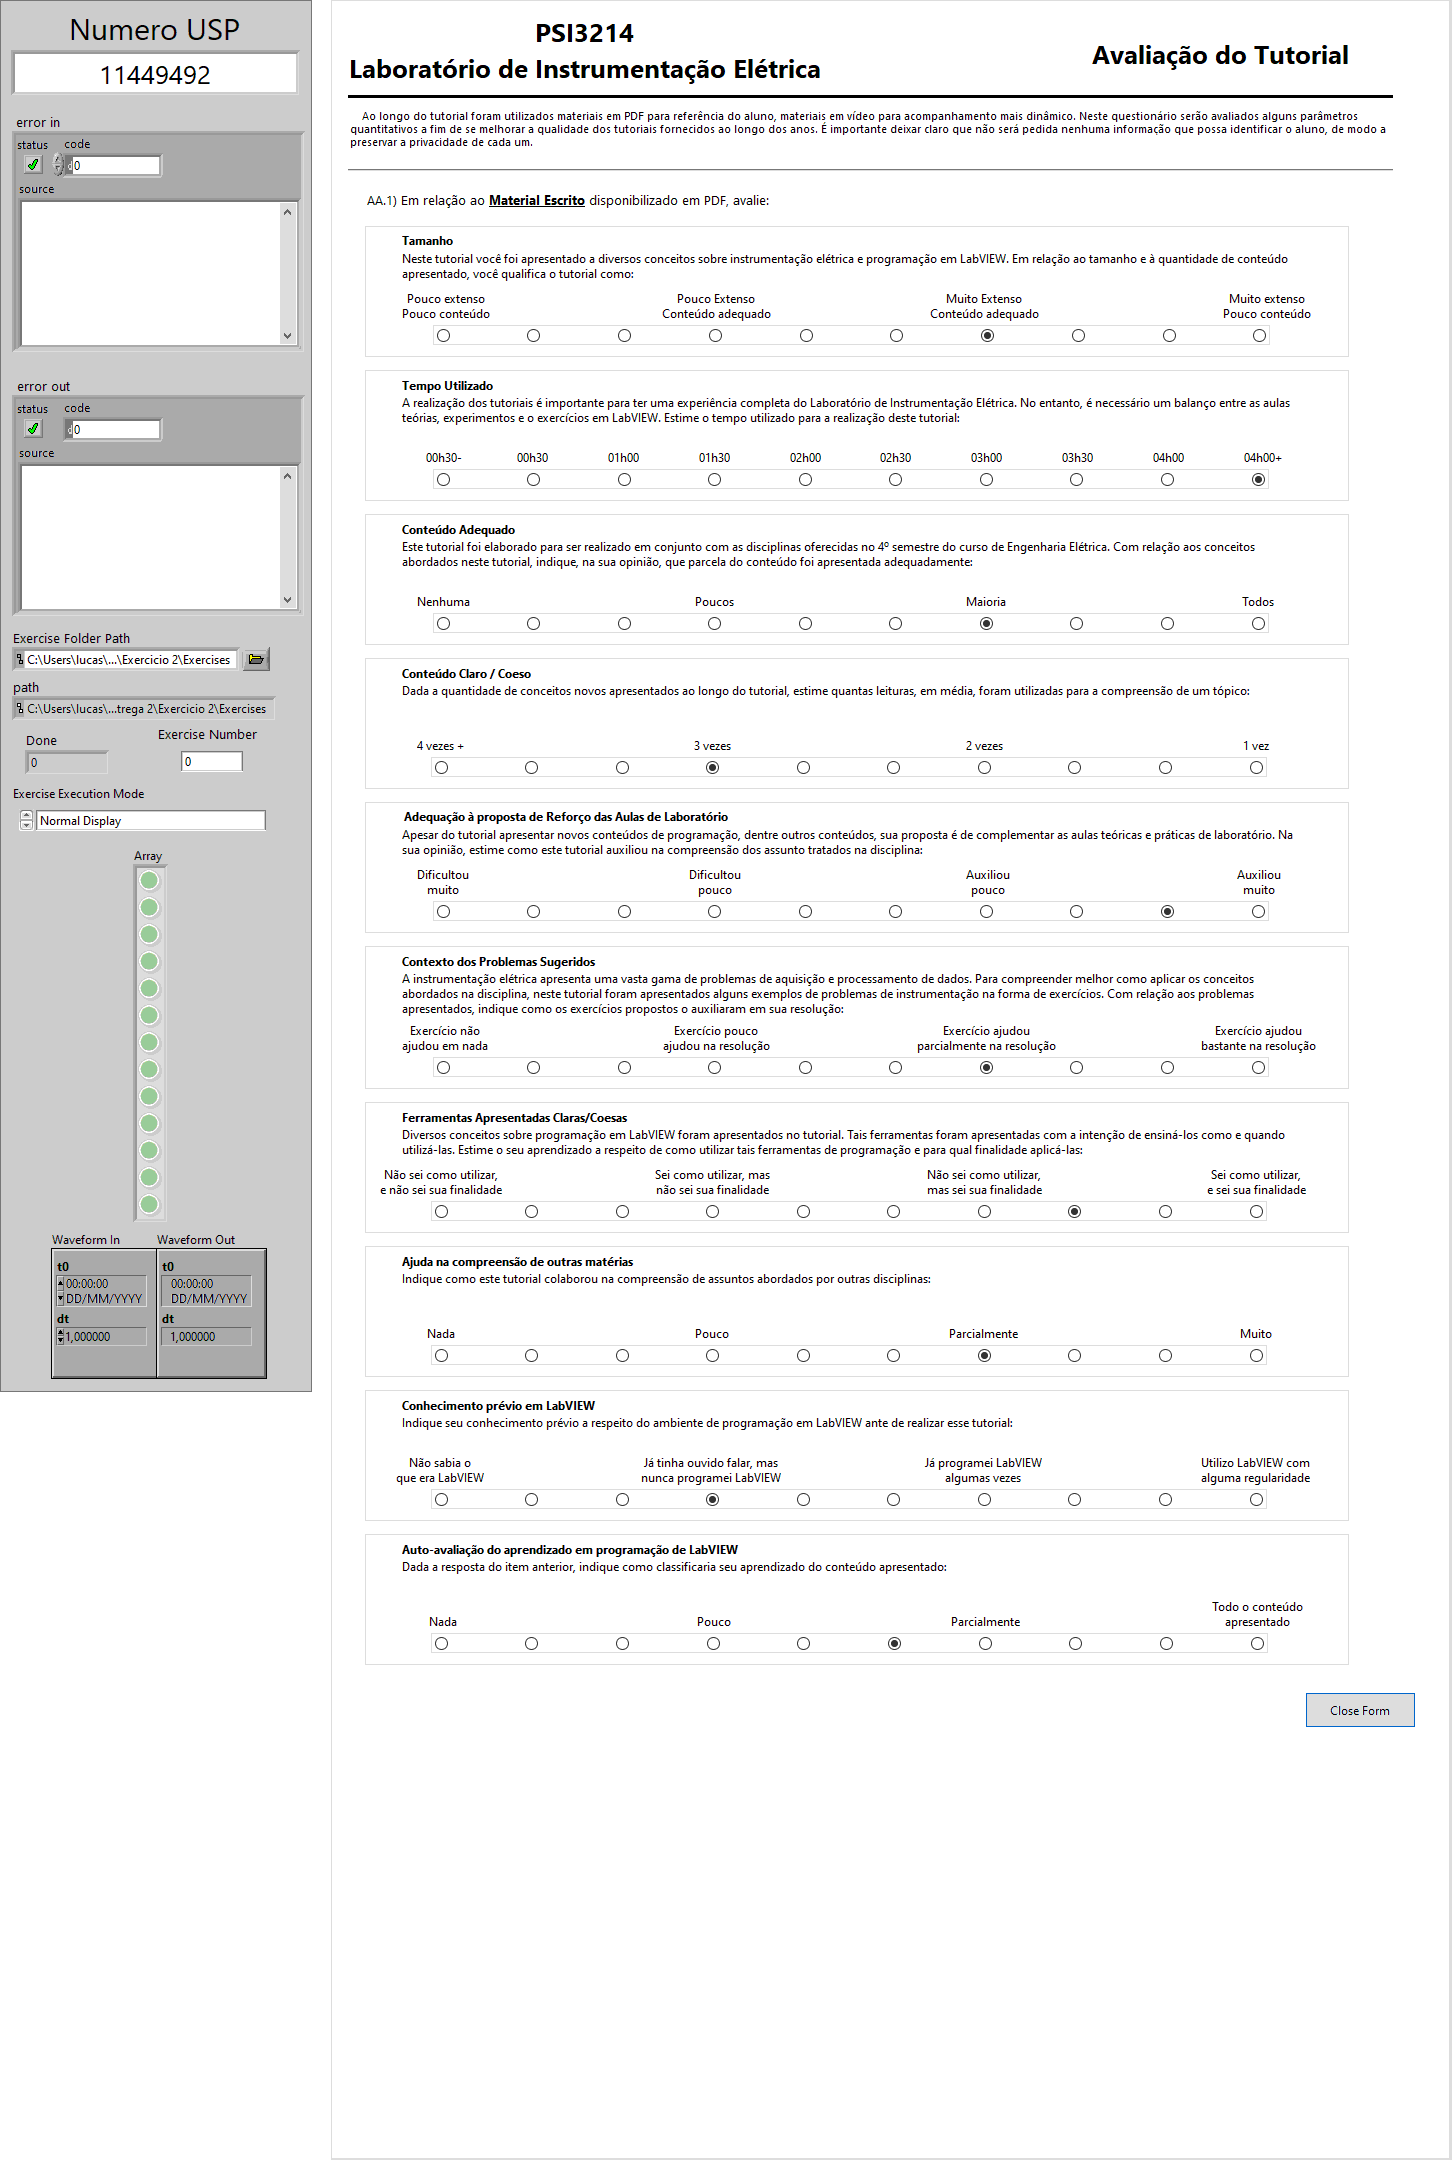 Numero USP
11449492
error in
status code
0
source
error out
status code
0
source
Exercise Folder Path
C:\Users\lucas\...\Exercicio 2\Exercises
path
C:\Users\lucas\...trega 2\Exercicio 2\Exercises
Done Exercise Number
0 0
Exercise Execution Mode
Normal Display
Array
Waveform In Waveform Out
t0 t0
00:00:00 00:00:00
DD/MM/YYYY DD/MM/YYYY
dt dt
1,000000 1,000000
PSI3214
Laboratório de Instrumentação Elétrica
Avaliação do Tutorial
Ao longo do tutorial foram utilizados materiais em PDF para referência do aluno, materiais em vídeo para acompanhamento mais dinâmico. Neste questionário serão avaliados alguns parâmetros
quantitativos a fim de se melhorar a qualidade dos tutoriais fornecidos ao longo dos anos. É importante deixar claro que não será pedida nenhuma informação que possa identificar o aluno, de modo a
preservar a privacidade de cada um.
AA.1) Em relação ao Material Escrito disponibilizado em PDF, avalie:
Tamanho
Neste tutorial você foi apresentado a diversos conceitos sobre instrumentação elétrica e programação em LabVIEW. Em relação ao tamanho e à quantidade de conteúdo
apresentado, você qualifica o tutorial como:
Pouco extenso Pouco Extenso Muito Extenso Muito extenso
Pouco conteúdo Conteúdo adequado Conteúdo adequado Pouco conteúdo
Tempo Utilizado
A realização dos tutoriais é importante para ter uma experiência completa do Laboratório de Instrumentação Elétrica. No entanto, é necessário um balanço entre as aulas
teórias, experimentos e o exercícios em LabVIEW. Estime o tempo utilizado para a realização deste tutorial:
00h30- 00h30 01h00 01h30 02h00 02h30 03h00 03h30 04h00 04h00+
Conteúdo Adequado
Este tutorial foi elaborado para ser realizado em conjunto com as disciplinas oferecidas no 4º semestre do curso de Engenharia Elétrica. Com relação aos conceitos
abordados neste tutorial, indique, na sua opinião, que parcela do conteúdo foi apresentada adequadamente:
Nenhuma Poucos Maioria Todos
Conteúdo Claro / Coeso
Dada a quantidade de conceitos novos apresentados ao longo do tutorial, estime quantas leituras, em média, foram utilizadas para a compreensão de um tópico:
4 vezes + 3 vezes 2 vezes 1 vez
Adequação à proposta de Reforço das Aulas de Laboratório
Apesar do tutorial apresentar novos conteúdos de programação, dentre outros conteúdos, sua proposta é de complementar as aulas teóricas e práticas de laboratório. Na
sua opinião, estime como este tutorial auxiliou na compreensão dos assunto tratados na disciplina:
Dificultou Dificultou Auxiliou Auxiliou
muito pouco pouco muito
Contexto dos Problemas Sugeridos
A instrumentação elétrica apresenta uma vasta gama de problemas de aquisição e processamento de dados. Para compreender melhor como aplicar os conceitos
abordados na disciplina, neste tutorial foram apresentados alguns exemplos de problemas de instrumentação na forma de exercícios. Com relação aos problemas
apresentados, indique como os exercícios propostos o auxiliaram em sua resolução:
Exercício não Exercício pouco Exercício ajudou Exercício ajudou
ajudou em nada ajudou na resolução parcialmente na resolução bastante na resolução
Ferramentas Apresentadas Claras/Coesas
Diversos conceitos sobre programação em LabVIEW foram apresentados no tutorial. Tais ferramentas foram apresentadas com a intenção de ensiná-los como e quando
utilizá-las. Estime o seu aprendizado a respeito de como utilizar tais ferramentas de programação e para qual finalidade aplicá-las:
Não sei como utilizar, Sei como utilizar, mas Não sei como utilizar, Sei como utilizar,
e não sei sua finalidade não sei sua finalidade mas sei sua finalidade e sei sua finalidade
Ajuda na compreensão de outras matérias
Indique como este tutorial colaborou na compreensão de assuntos abordados por outras disciplinas:
Nada Pouco Parcialmente Muito
Conhecimento prévio em LabVIEW
Indique seu conhecimento prévio a respeito do ambiente de programação em LabVIEW ante de realizar esse tutorial:
Não sabia o Já tinha ouvido falar, mas Já programei LabVIEW Utilizo LabVIEW com
que era LabVIEW nunca programei LabVIEW algumas vezes alguma regularidade
Auto-avaliação do aprendizado em programação de LabVIEW
Dada a resposta do item anterior, indique como classificaria seu aprendizado do conteúdo apresentado:
Todo o conteúdo
Nada Pouco Parcialmente apresentado
Close Form